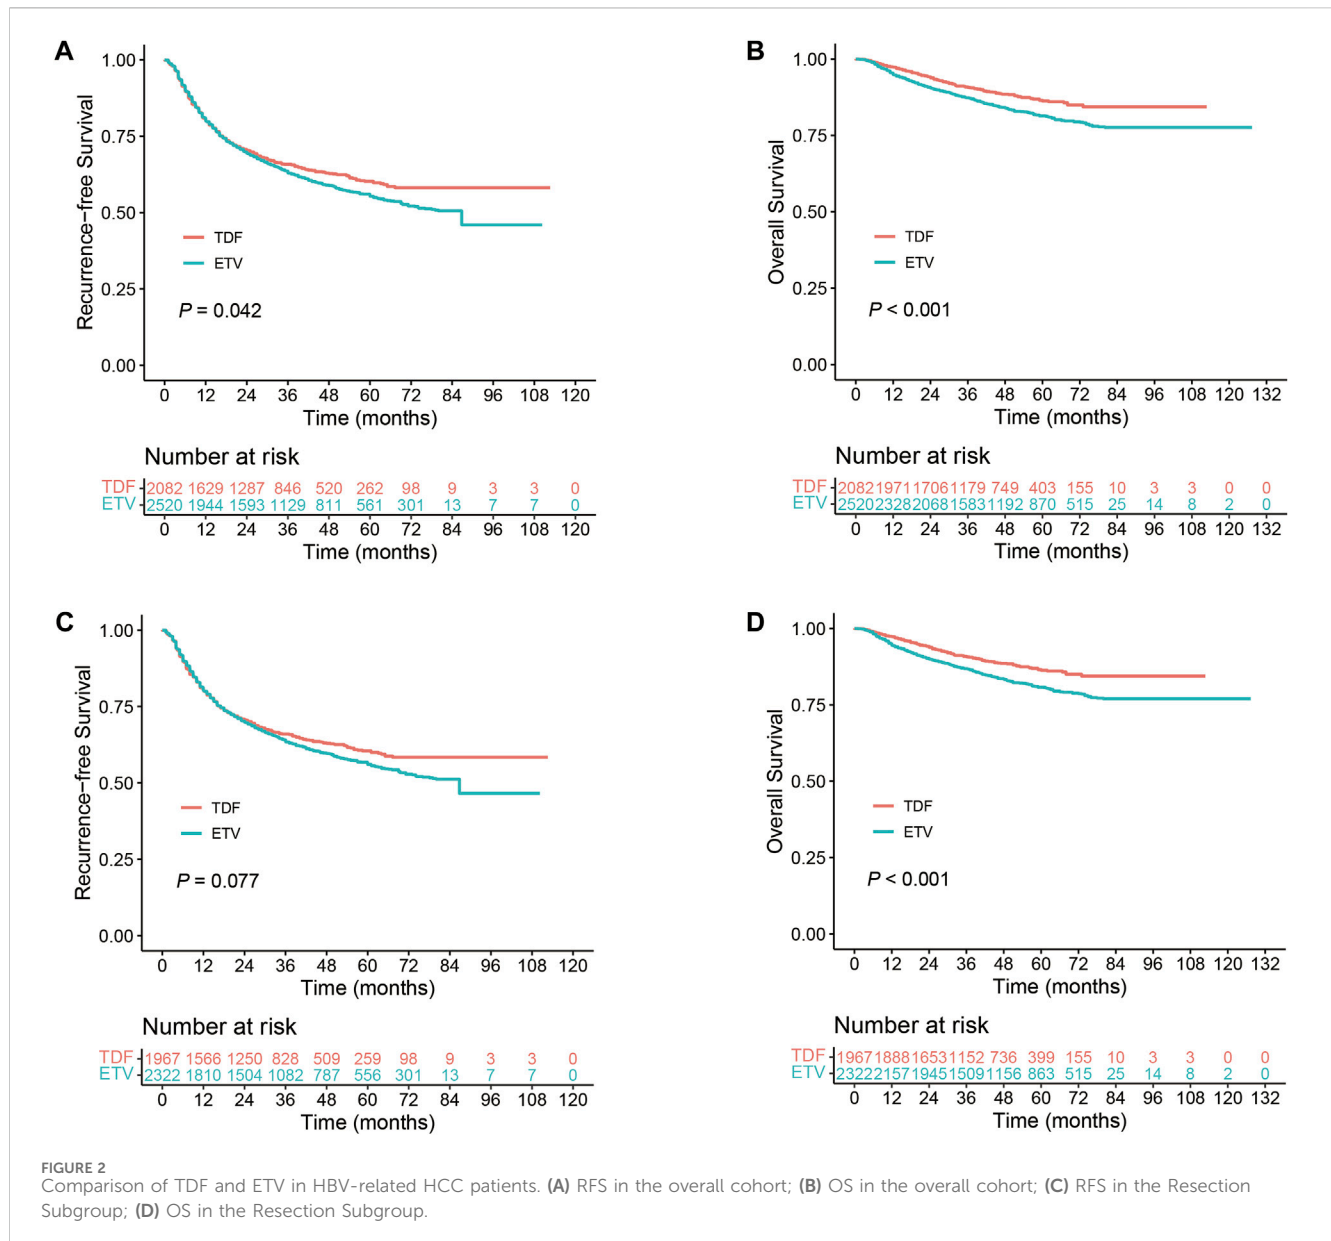 A
Recurrence-free Survival
1.00
0.75
0.50
0.25
0.00
TDF
ETV
P = 0.042
0 12 24 36 48 60 72 84 96 108 120
Time (months)
Number at risk
TDF 2082 1629 1287 846 520 262 98 9 3 3 0
ETV 2520 1944 1593 1129 811 561 301 13 7 7 0
0 12 24 36 48 60 72 84 96 108 120
Time (months)
B
Overall Survival
1.00
0.75
0.50
0.25
0.00
TDF
ETV
P < 0.001
0 12 24 36 48 60 72 84 96 108 120 132
Time (months)
Number at risk
TDF 2082 1971 1706 1179 749 403 155 10 3 3 0 0
ETV 2520 2328 2068 1583 1192 870 515 25 14 8 2 0
0 12 24 36 48 60 72 84 96 108 120 132
Time (months)
C
Recurrence-free Survival
1.00
0.75
0.50
0.25
0.00
TDF
ETV
P = 0.077
0 12 24 36 48 60 72 84 96 108 120
Time (months)
Number at risk
TDF 1967 1566 1250 828 509 259 98 9 3 3 0
ETV 2322 1810 1504 1082 787 556 301 13 7 7 0
0 12 24 36 48 60 72 84 96 108 120
Time (months)
D
Overall Survival
1.00
0.75
0.50
0.25
0.00
TDF
ETV
P < 0.001
0 12 24 36 48 60 72 84 96 108 120 132
Time (months)
Number at risk
TDF 1967 1888 1653 1152 736 399 155 10 3 3 0 0
ETV 2322 2157 1945 1509 1156 863 515 25 14 8 2 0
0 12 24 36 48 60 72 84 96 108 120 132
Time (months)
FIGURE 2
Comparison of TDF and ETV in HBV-related HCC patients. (A) RFS in the overall cohort; (B) OS in the overall cohort; (C) RFS in the Resection
Subgroup; (D) OS in the Resection Subgroup.